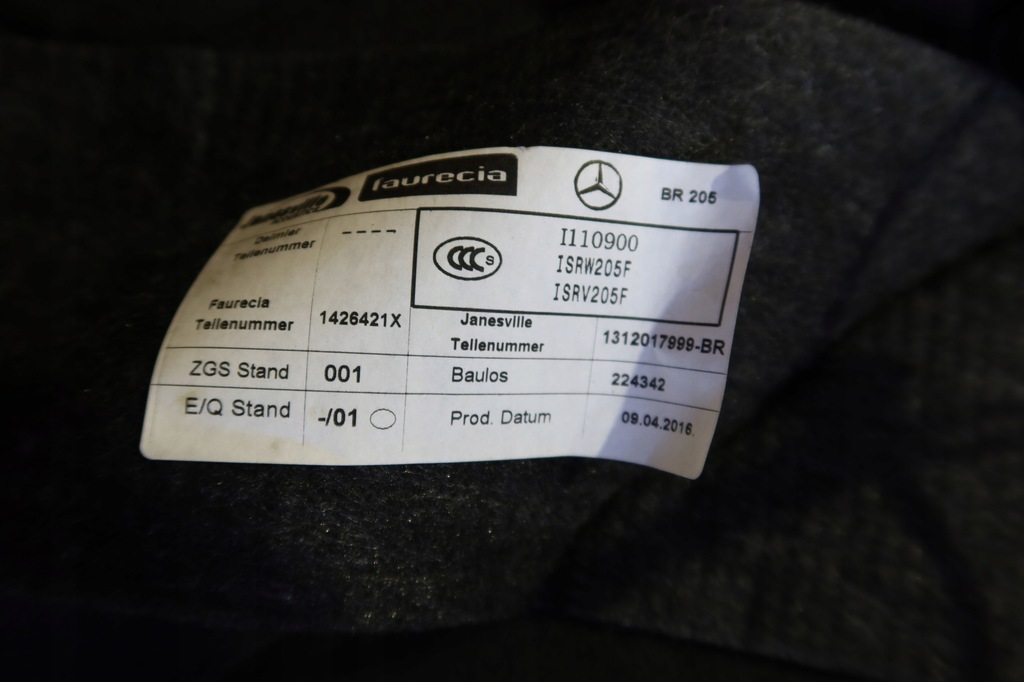 faurecia
BR 205
Daimler
Teilenummer
----
CCC S
I110900
ISRW205F
ISRV205F
Faurecia
Teilenummer
1426421X
Janesville
Teilenummer
1312017999-BR
ZGS Stand
001
Baulos
224342
E/Q Stand
-/01
Prod. Datum
09.04.2016.